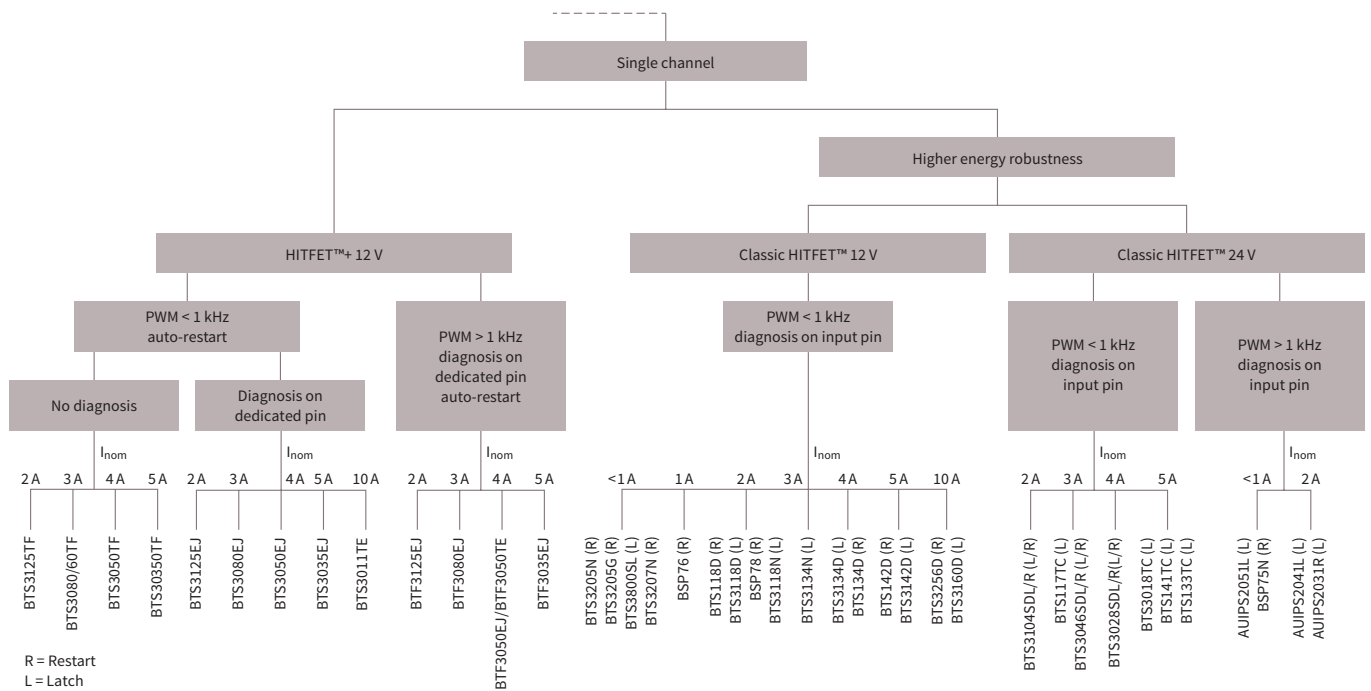 Single channel
Higher energy robustness
HITFET™+ 12 V
Classic HITFET™ 12 V
Classic HITFET™ 24 V
PWM < 1 kHz
auto-restart
PWM > 1 kHz
diagnosis on
dedicated pin
auto-restart
PWM < 1 kHz
diagnosis on input pin
PWM < 1 kHz
diagnosis on
input pin
PWM > 1 kHz
diagnosis on
input pin
No diagnosis
Diagnosis on
dedicated pin
Inom
Inom
Inom
Inom
Inom
Inom
2 A
3 A
4 A
5 A
2 A
3 A
4 A
5 A
10 A
2 A
3 A
4 A
5 A
<1 A
1 A
2 A
3 A
4 A
5 A
10 A
2 A
3 A
4 A
5 A
<1 A
2 A
BTS3125TF
BTS3080/60TF
BTS3050TF
BTS30350TF
BTS3125EJ
BTS3080EJ
BTS3050EJ
BTS3035EJ
BTS3011TE
BTF3125EJ
BTF3080EJ
BTF3050EJ/BTF3050TE
BTF3035EJ
BTS3205N (R)
BTS3205G (R)
BTS3800SL (L)
BTS3207N (R)
BSP76 (R)
BTS118D (R)
BTS3118D (L)
BSP78 (R)
BTS3118N (L)
BTS3134N (L)
BTS3134D (L)
BTS134D (R)
BTS142D (R)
BTS3142D (L)
BTS3256D (R)
BTS3160D (L)
BTS3104SDL/R (L/R)
BTS117TC (L)
BTS3046SDL/R (L/R)
BTS3028SDL/R(L/R)
BTS3018TC (L)
BTS141TC (L)
BTS133TC (L)
AUIPS2051L (L)
BSP75N (R)
AUIPS2041L (L)
AUIPS2031R (L)
R = Restart
L = Latch